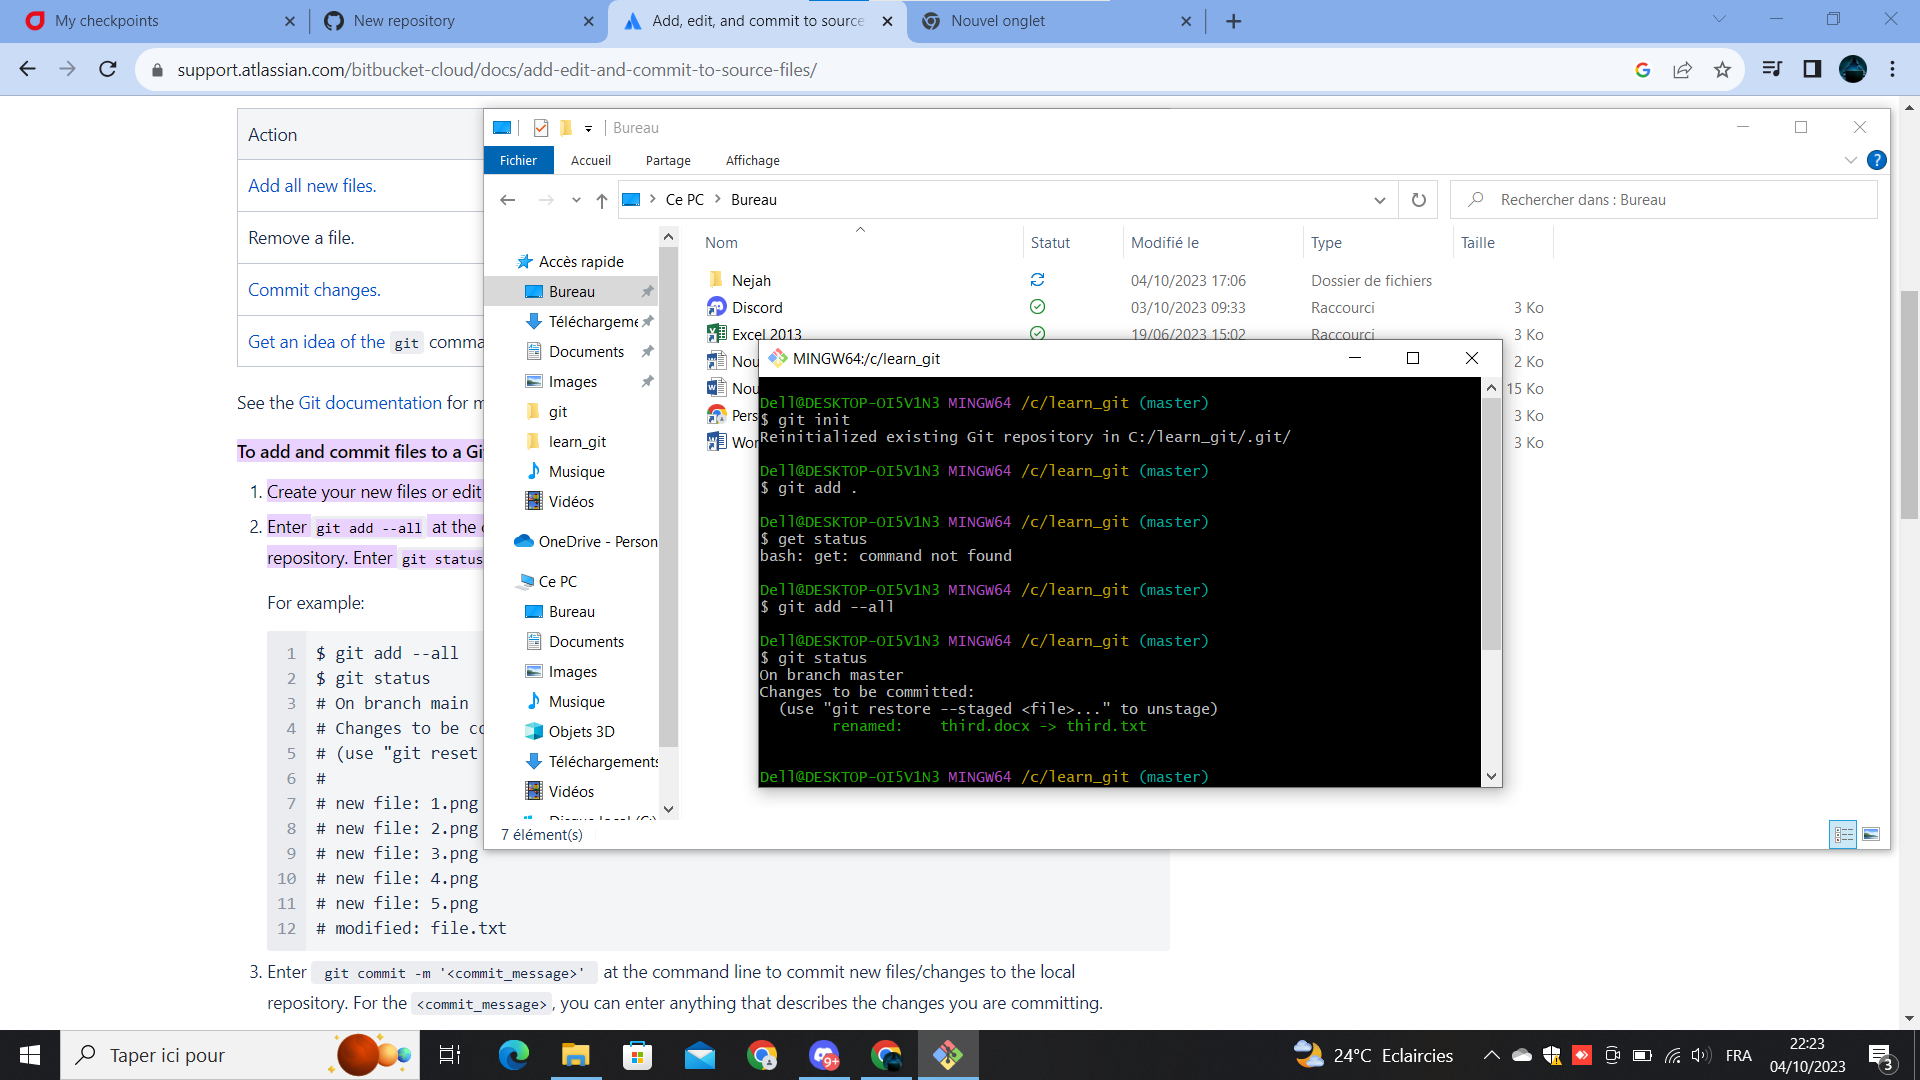 My checkpoints
New repository
Add, edit, and commit to source
Nouvel onglet
support.atlassian.com/bitbucket-cloud/docs/add-edit-and-commit-to-source-files/
Action
Add all new files.
Remove a file.
Commit changes.
Get an idea of the git comma
See the Git documentation for m
To add and commit files to a Gi
1. Create your new files or edit
2. Enter git add --all at the c
repository. Enter git status
For example:
1 $ git add --all
2 $ git status
3 # On branch main
4 # Changes to be co
5 # (use "git reset
6 #
7 # new file: 1.png
8 # new file: 2.png
9 # new file: 3.png
10 # new file: 4.png
11 # new file: 5.png
12 # modified: file.txt
3. Enter git commit -m '<commit_message>' at the command line to commit new files/changes to the local
repository. For the <commit_message>, you can enter anything that describes the changes you are committing.
Bureau
Fichier Accueil Partage Affichage
Ce PC > Bureau
Rechercher dans : Bureau
Accès rapide
Bureau
Téléchargeme
Documents
Images
git
learn_git
Musique
Vidéos
OneDrive - Person
Ce PC
Bureau
Documents
Images
Musique
Objets 3D
Téléchargements
Vidéos
Nom Statut Modifié le Type Taille
Nejah 04/10/2023 17:06 Dossier de fichiers
Discord 03/10/2023 09:33 Raccourci 3 Ko
Excel 2013 19/06/2023 15:02 Raccourci 3 Ko
Nou 2 Ko
Nou 15 Ko
Pers 3 Ko
Wor 3 Ko
7 élément(s)
MINGW64:/c/learn_git
Dell@DESKTOP-OI5V1N3 MINGW64 /c/learn_git (master)
$ git init
Reinitialized existing Git repository in C:/learn_git/.git/
Dell@DESKTOP-OI5V1N3 MINGW64 /c/learn_git (master)
$ git add .
Dell@DESKTOP-OI5V1N3 MINGW64 /c/learn_git (master)
$ get status
bash: get: command not found
Dell@DESKTOP-OI5V1N3 MINGW64 /c/learn_git (master)
$ git add --all
Dell@DESKTOP-OI5V1N3 MINGW64 /c/learn_git (master)
$ git status
On branch master
Changes to be committed:
(use "git restore --staged <file>..." to unstage)
renamed: third.docx -> third.txt
Dell@DESKTOP-OI5V1N3 MINGW64 /c/learn_git (master)
Taper ici pour
9+
24°C Eclaircies
FRA
22:23
04/10/2023
3